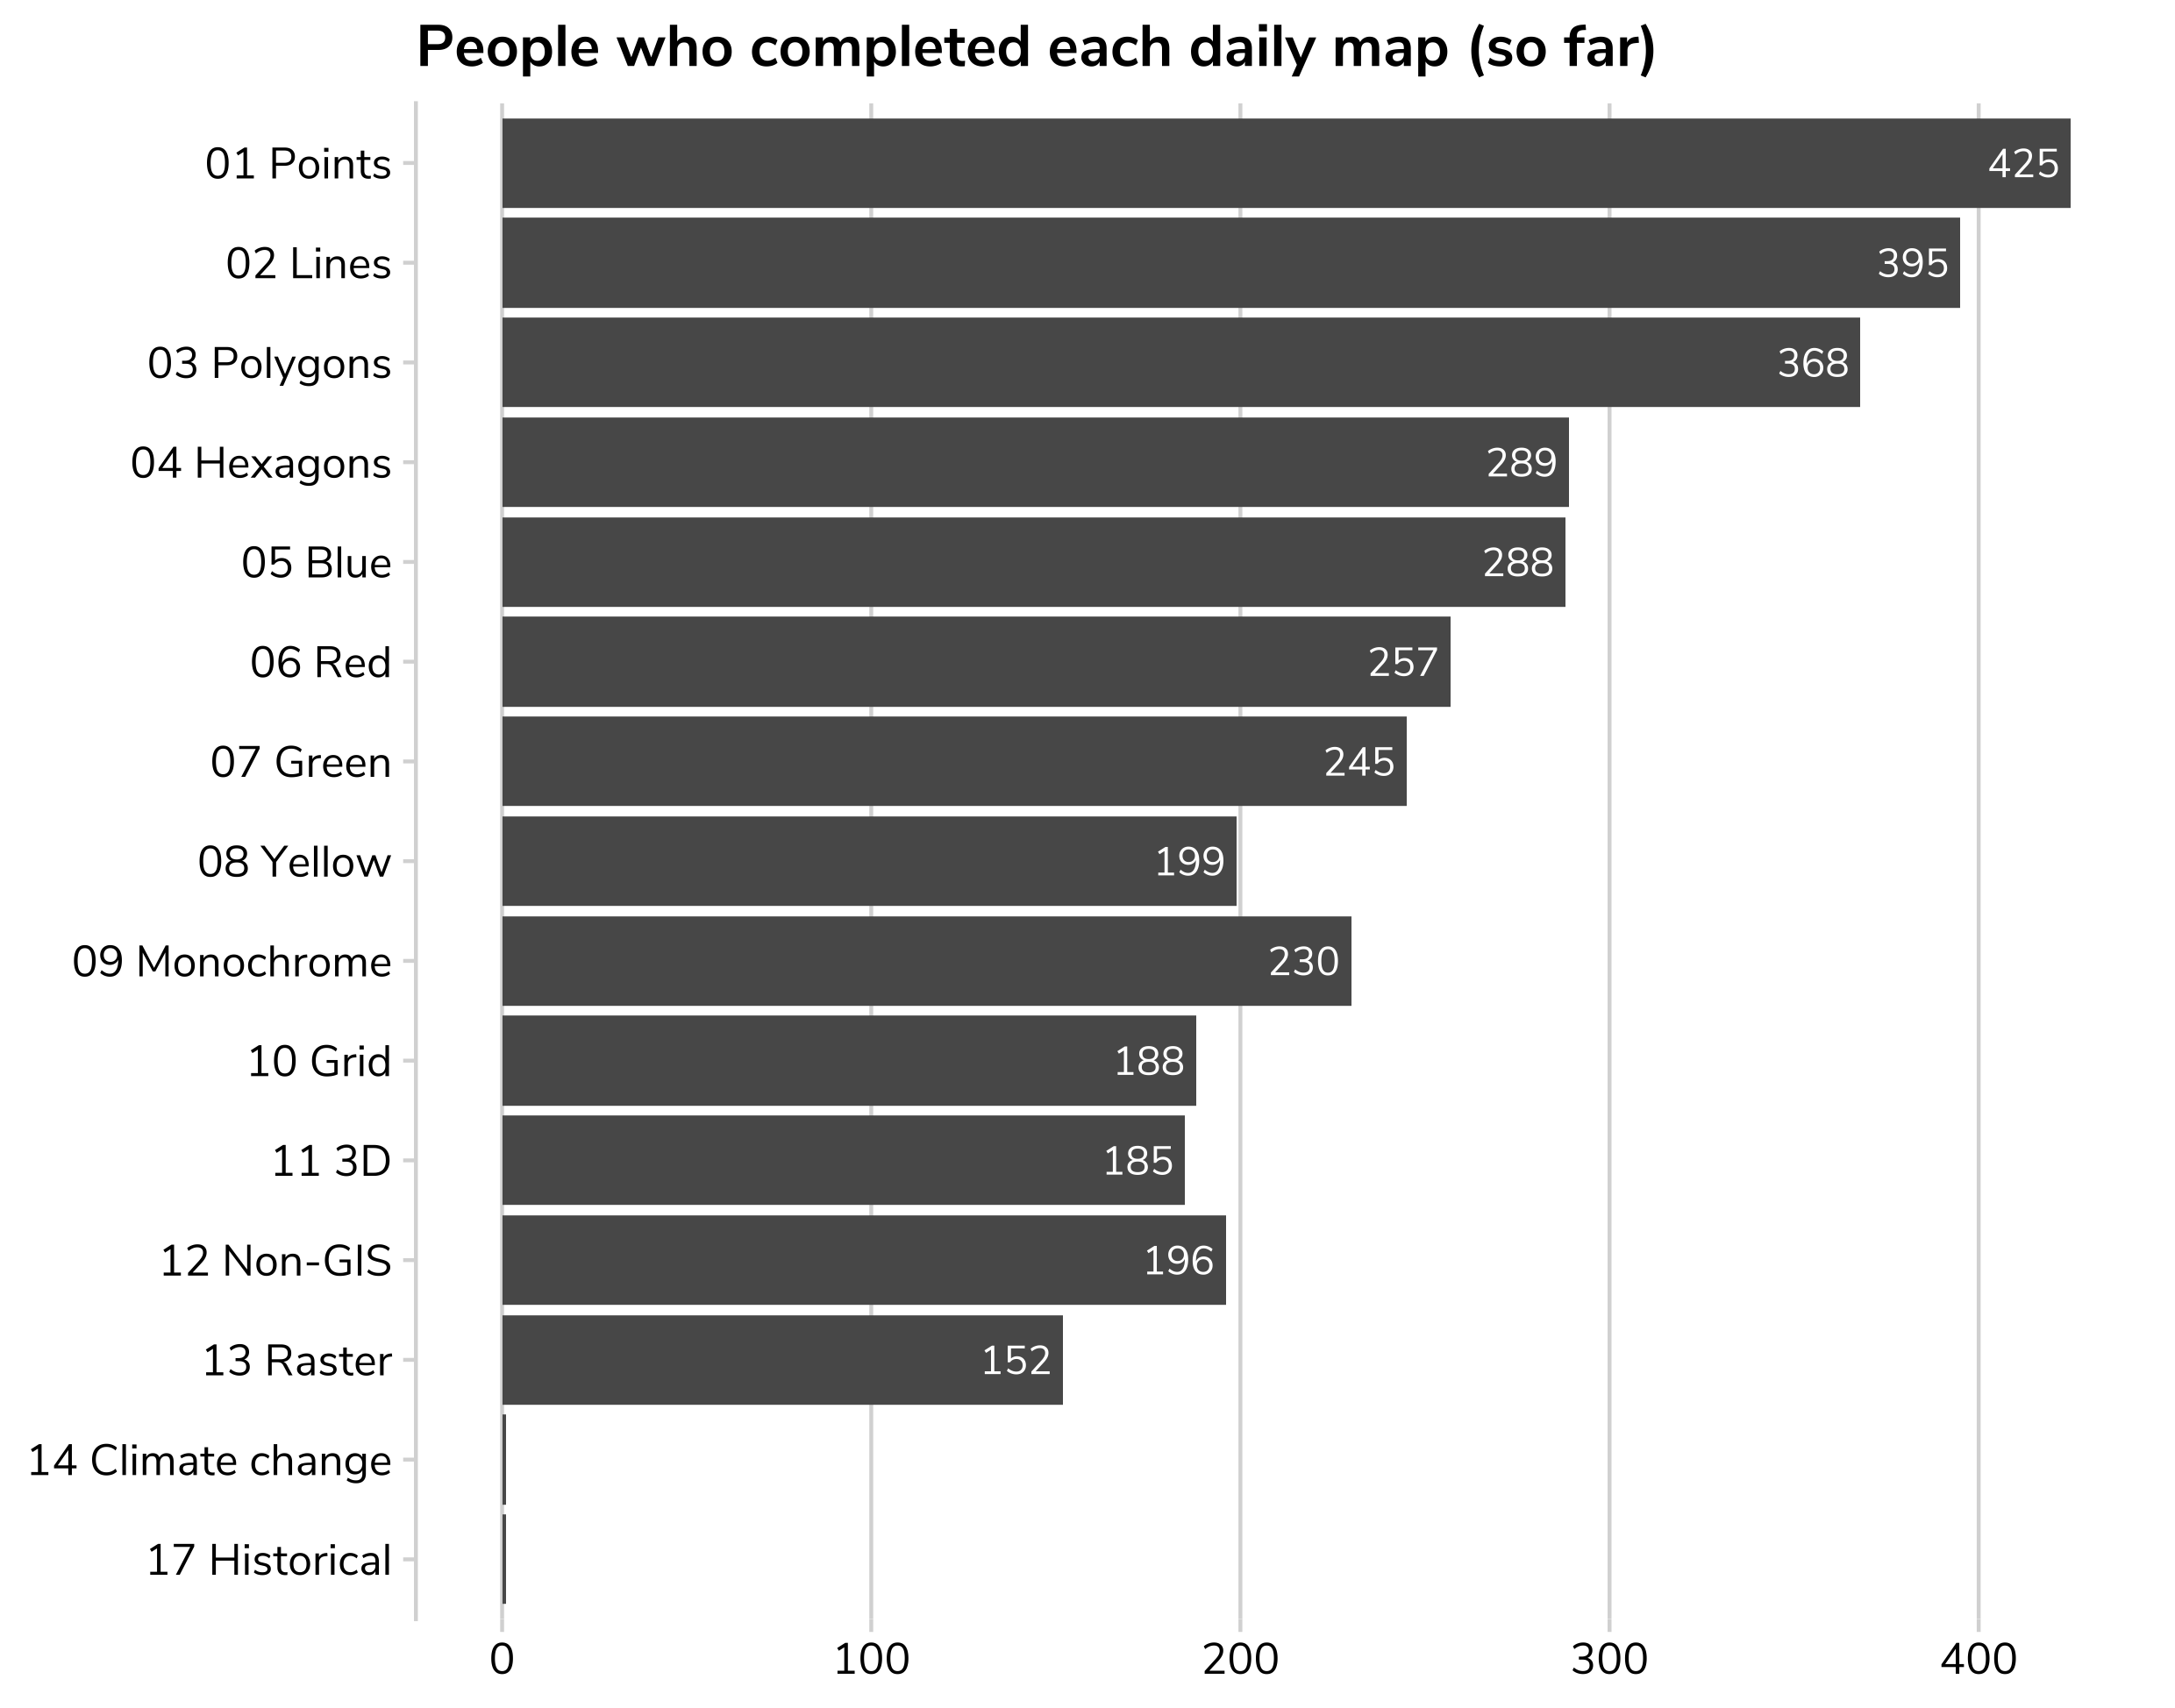 People who completed each daily map (so far)
01 Points 425
02 Lines 395
03 Polygons 368
04 Hexagons 289
05 Blue 288
06 Red 257
07 Green 245
08 Yellow 199
09 Monochrome 230
10 Grid 188
11 3D 185
12 Non-GIS 196
13 Raster 152
14 Climate change
17 Historical
0 100 200 300 400